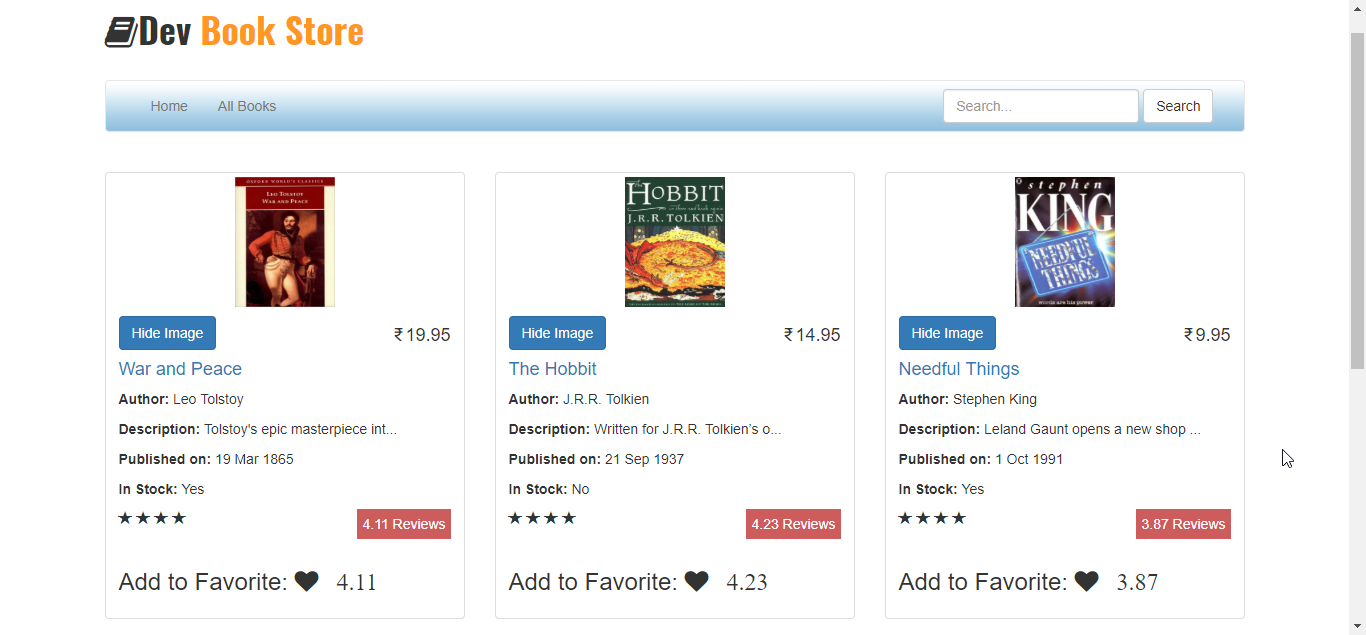 Dev Book Store
Home All Books Search... Search
OXFORD WORLD'S CLASSICS
LEO TOLSTOY
WAR AND PEACE
Hide Image ₹19.95
War and Peace
Author: Leo Tolstoy
Description: Tolstoy's epic masterpiece int...
Published on: 19 Mar 1865
In Stock: Yes
★★★★ 4.11 Reviews
Add to Favorite: ♥ 4.11
The
HOBBIT
J.R.R. TOLKIEN
Hide Image ₹14.95
The Hobbit
Author: J.R.R. Tolkien
Description: Written for J.R.R. Tolkien’s o...
Published on: 21 Sep 1937
In Stock: No
★★★★ 4.23 Reviews
Add to Favorite: ♥ 4.23
stephen
KING
NEEDFUL
THINGS
words are his power
Hide Image ₹9.95
Needful Things
Author: Stephen King
Description: Leland Gaunt opens a new shop ...
Published on: 1 Oct 1991
In Stock: Yes
★★★★ 3.87 Reviews
Add to Favorite: ♥ 3.87